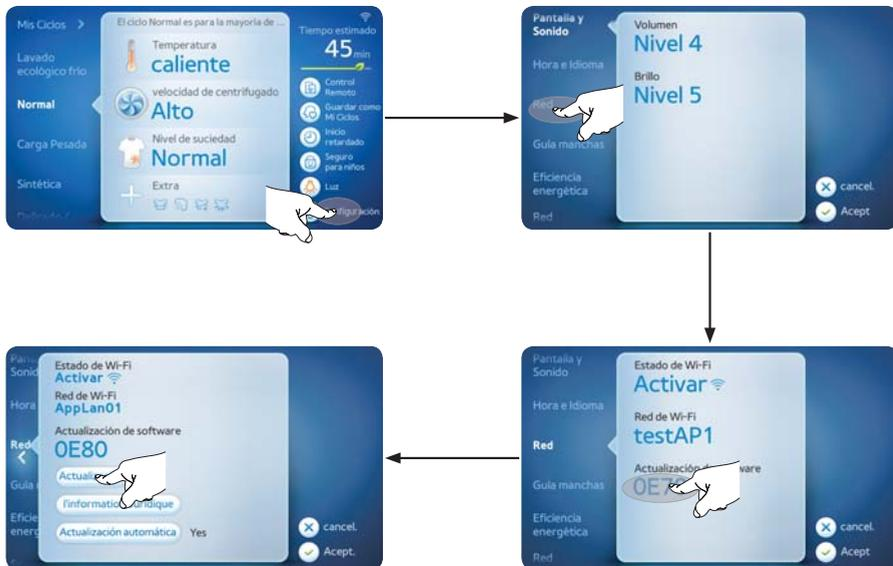 Mis Ciclos >
Lavado
ecológico frío
Normal
Carga Pesada
Sintética
El ciclo Normal es para la mayoría de ...
Temperatura
caliente
velocidad de centrifugado
Alto
Nivel de suciedad
Normal
Extra
Tiempo estimado
45 min
Control
Remoto
Guardar como
Mi Ciclos
Inicio
retardado
Seguro
para niños
Luz
Pantalla y
Sonido
Hora e Idioma
Red
Guía manchas
Eficiencia
energética
Red
Volumen
Nivel 4
Brillo
Nivel 5
cancel.
Acept
Hora
Red
Estado de Wi-Fi
Activar
Red de Wi-Fi
AppLan01
Actualización de software
0E80
Actualización automática Yes
cancel.
Acept.
Pantalla y
Sonido
Hora e Idioma
Red
Guía manchas
Eficiencia
energética
Red
Estado de Wi-Fi
Activar
Red de Wi-Fi
testAP1
cancel.
Acept